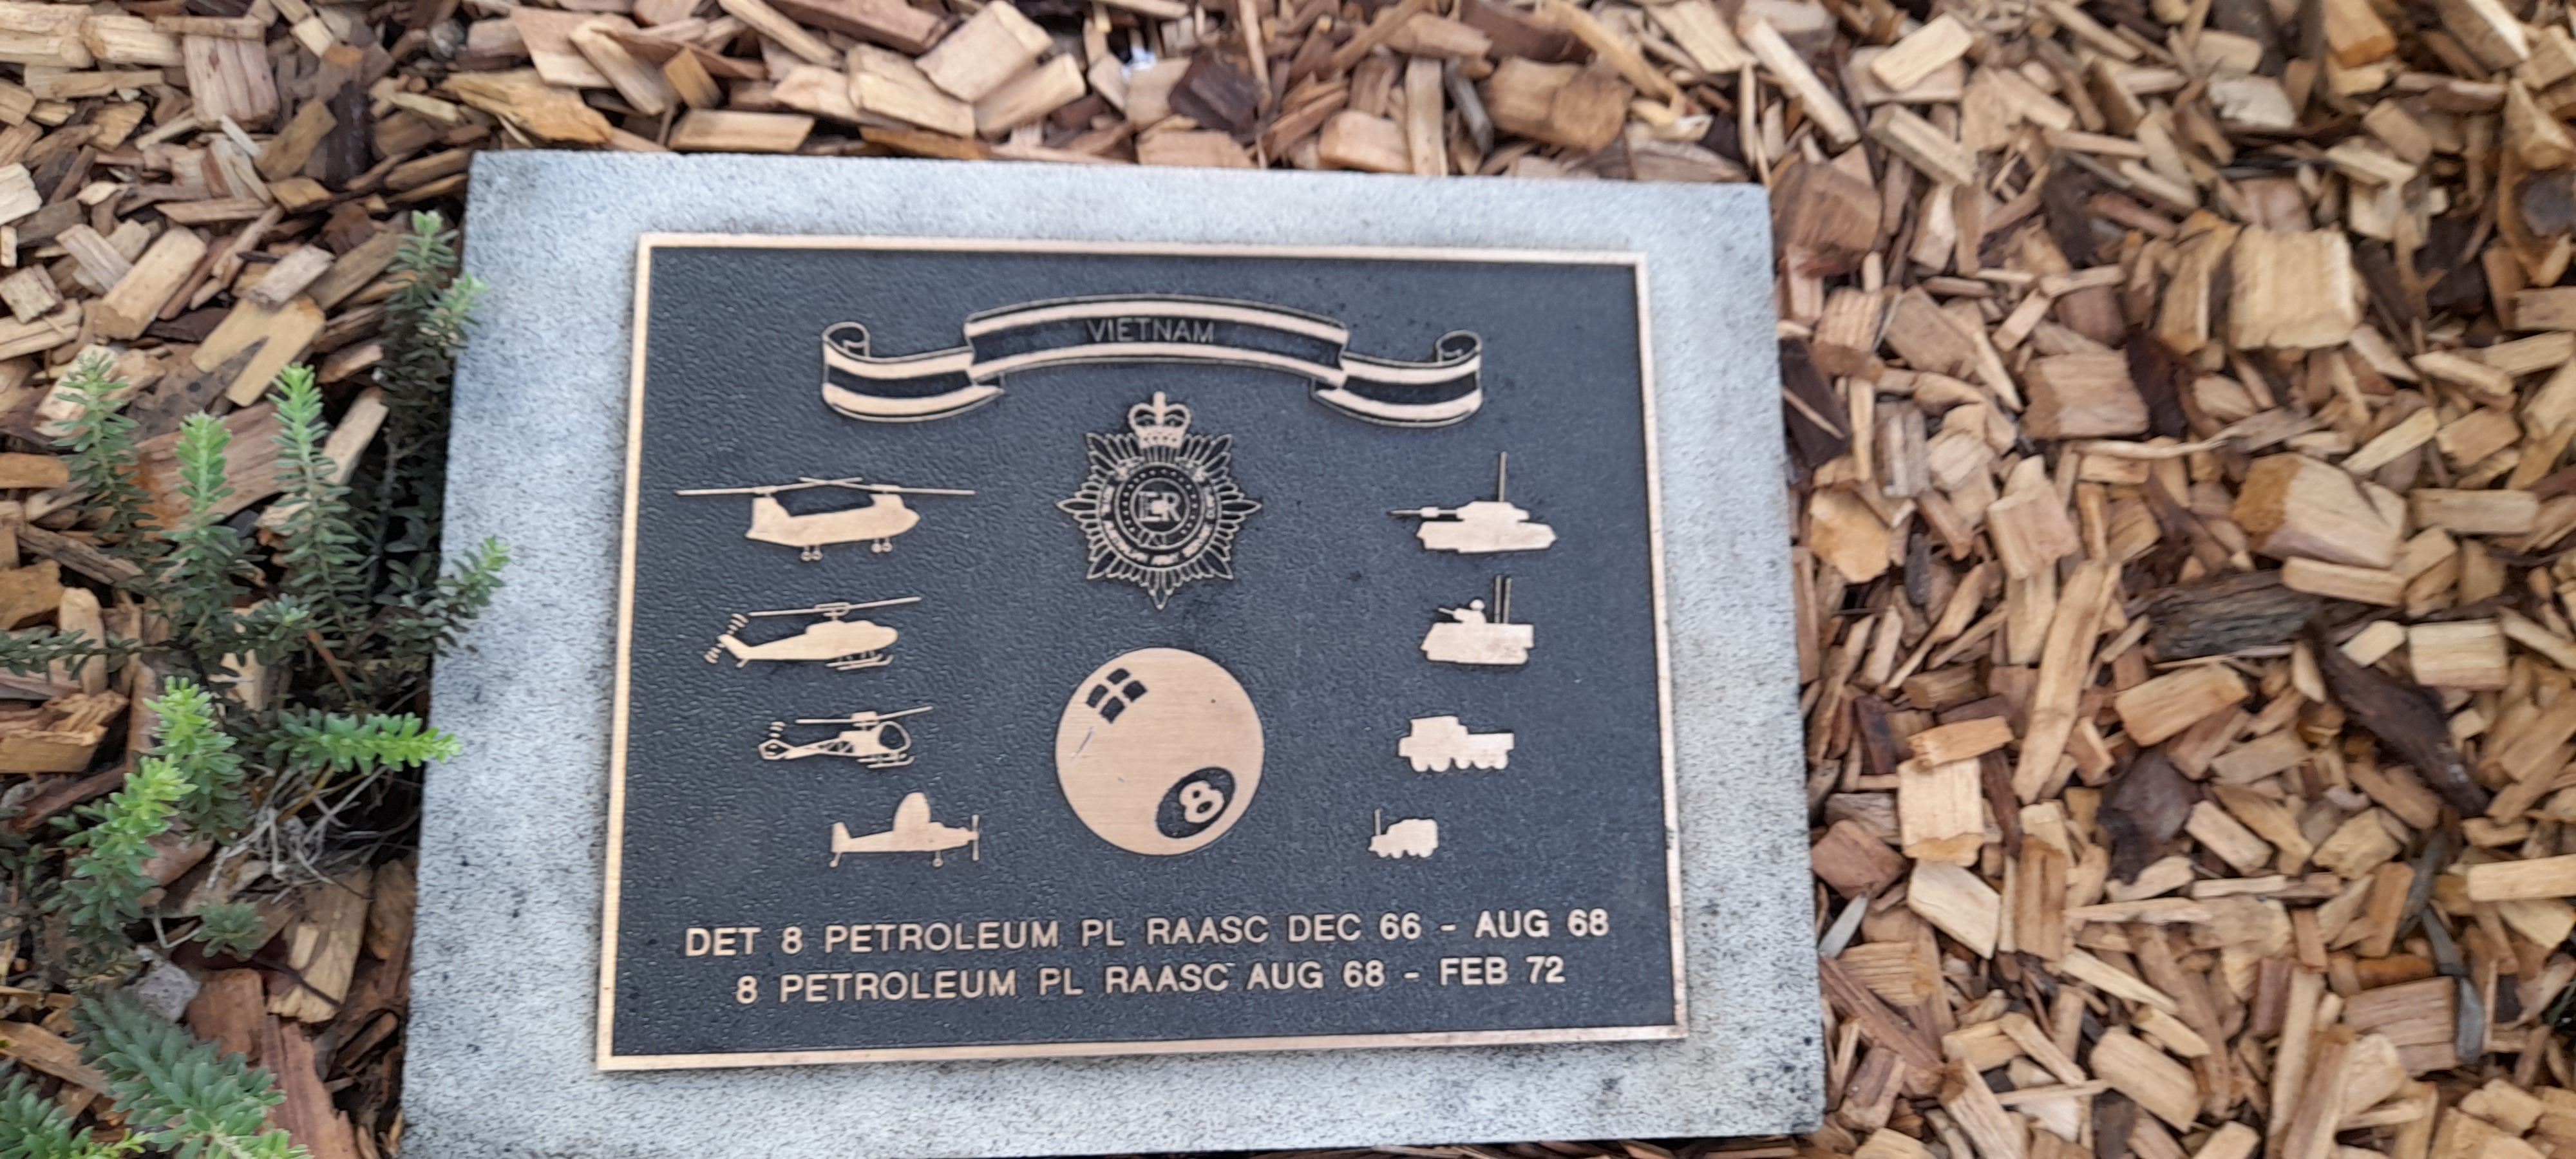 VIETNAM
EIIR
8
DET 8 PETROLEUM PL RAASC DEC 66 - AUG 68
8 PETROLEUM PL RAASC AUG 68 - FEB 72